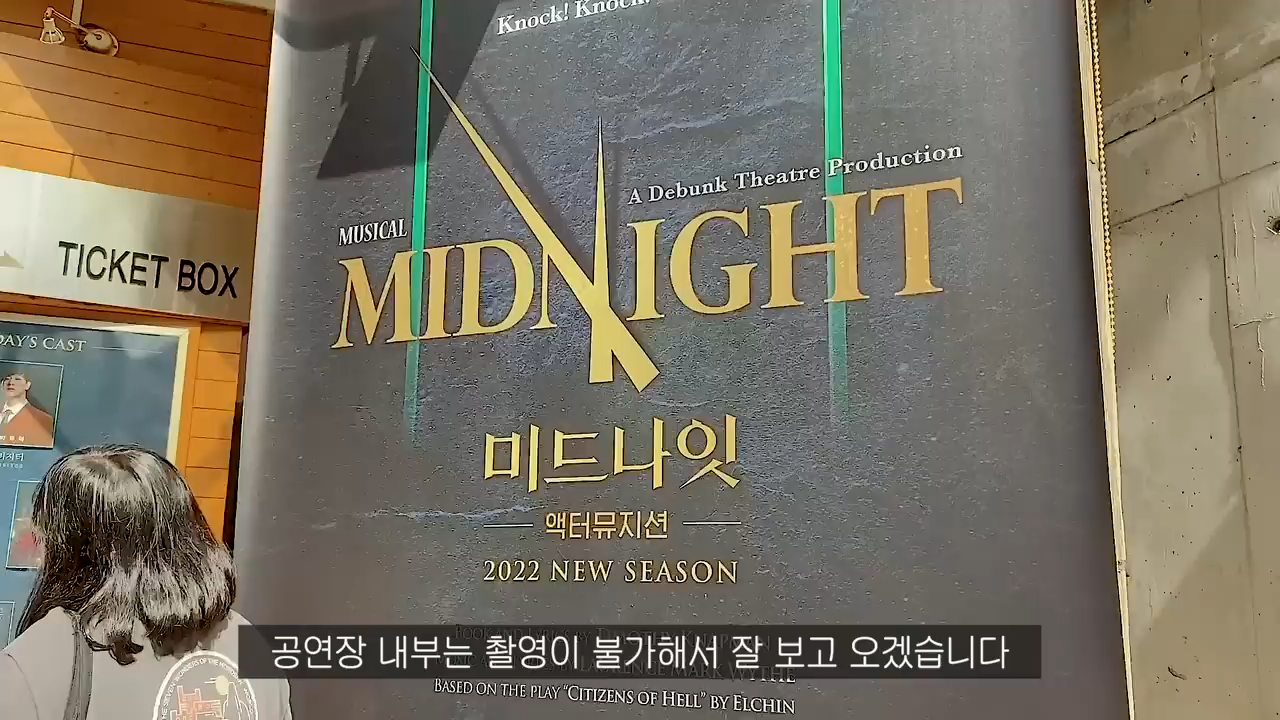 Knock! Knock!
A Debunk Theatre Production
MUSICAL
MIDNIGHT
TICKET BOX
DAY'S CAST
미드나잇
액터뮤지션
2022 NEW SEASON
공연장 내부는 촬영이 불가해서 잘 보고 오겠습니다
BASED ON THE PLAY "CITIZENS OF HELL" BY ELCHIN